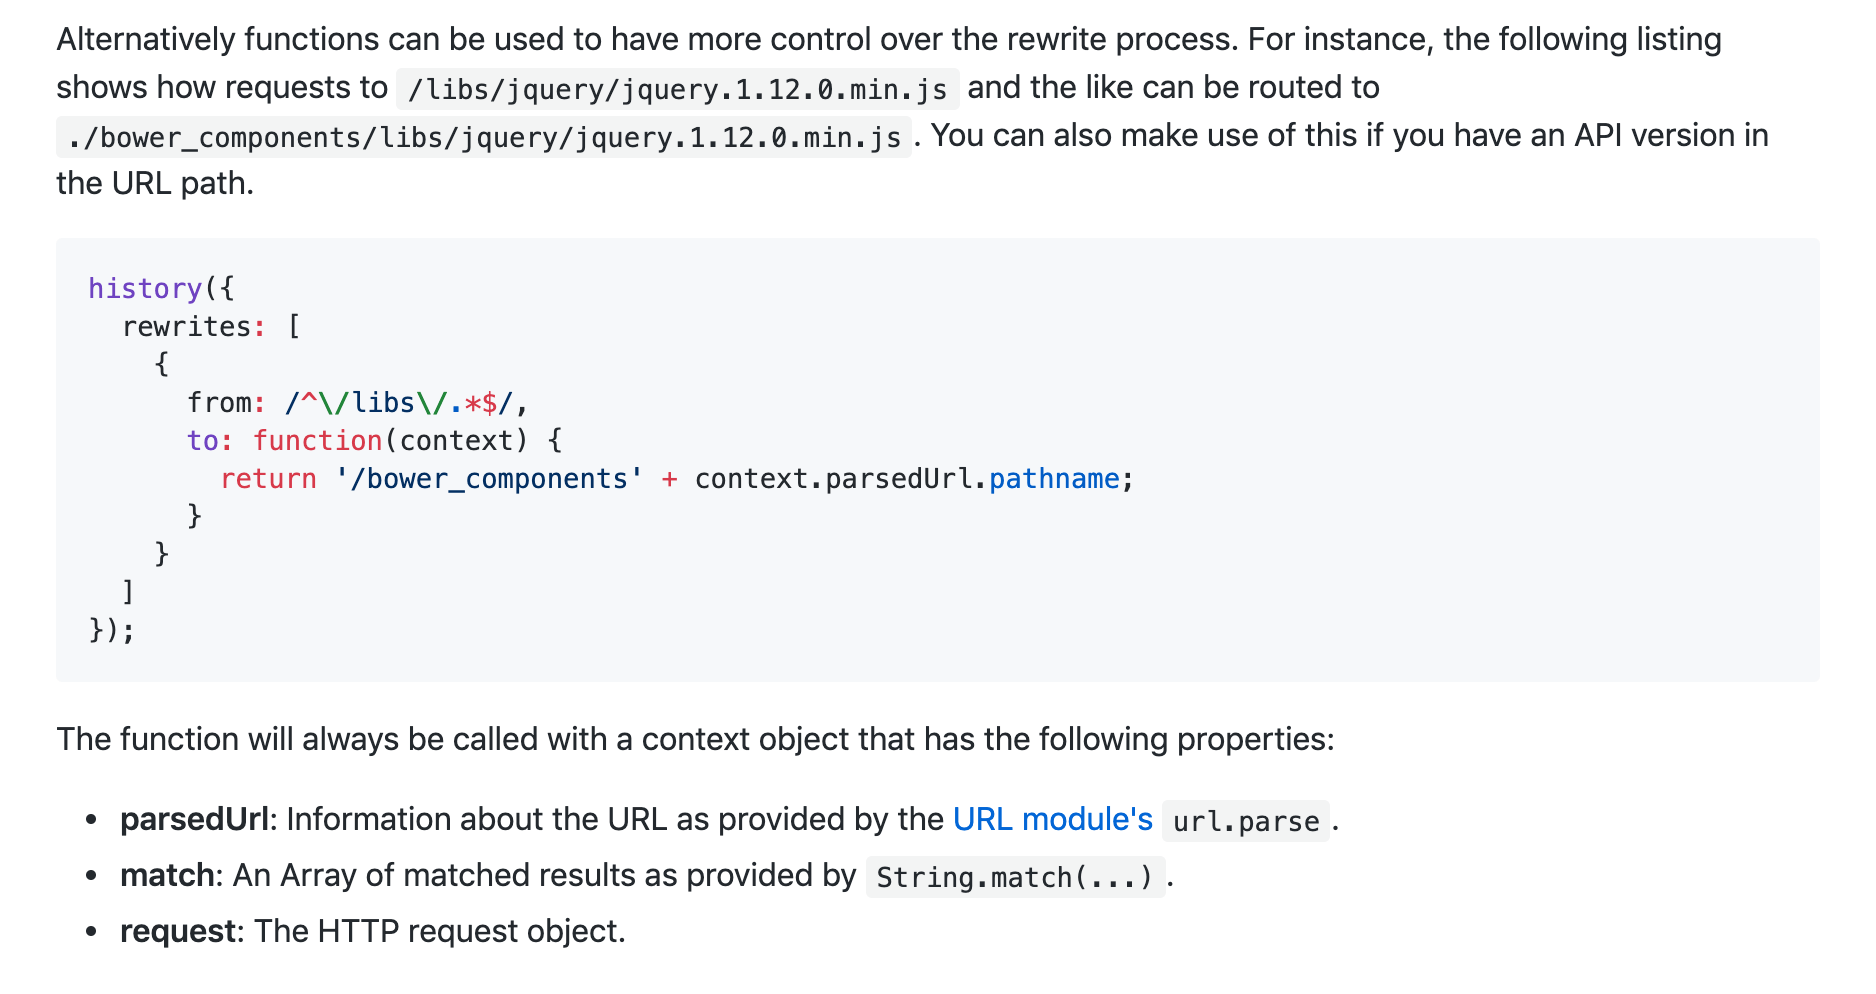 Alternatively functions can be used to have more control over the rewrite process. For instance, the following listing
shows how requests to /libs/jquery/jquery.1.12.0.min.js and the like can be routed to
./bower_components/libs/jquery/jquery.1.12.0.min.js . You can also make use of this if you have an API version in
the URL path.
history({
  rewrites: [
    {
      from: /^\/libs\/.*$/,
      to: function(context) {
        return '/bower_components' + context.parsedUrl.pathname;
      }
    }
  ]
});
The function will always be called with a context object that has the following properties:
• parsedUrl: Information about the URL as provided by the URL module's url.parse .
• match: An Array of matched results as provided by String.match(...) .
• request: The HTTP request object.